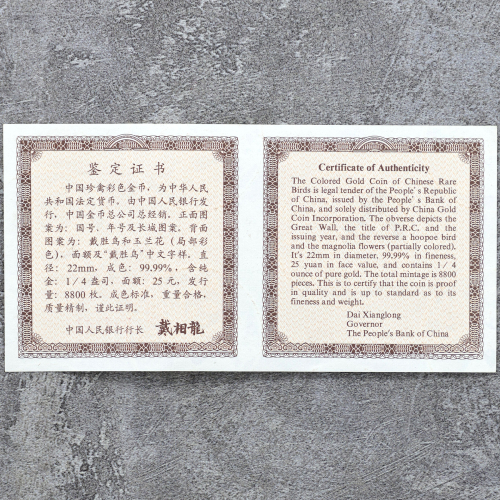 鉴定证书
中国珍禽彩色金币，为中华人民
共和国法定货币。由中国人民银行发
行，中国金币总公司总经销。正面图
案为：国号、年号及长城图案。背面
图案为：戴胜鸟和玉兰花（局部彩
色），面额及“戴胜鸟”中文字样。直
径：22mm，成色：99.99%，含纯
金：1/4盎司，面额：25元，发行
量：8800枚。成色标准，重量合格，
质量精制，谨此证明。
中国人民银行行长 戴相龍
Certificate of Authenticity
The Colored Gold Coin of Chinese Rare
Birds is legal tender of the People's Republic
of China, issued by the People's Bank of
China, and solely distributed by China Gold
Coin Incorporation. The obverse depicts the
Great Wall, the title of P.R.C. and the
issuing year, and the reverse a hoopoe bird
and the magnolia flowers (partially colored).
It's 22mm in diameter, 99.99% in fineness,
25 yuan in face value, and contains 1/4
ounce of pure gold. The total mintage is 8800
pieces. This is to certify that the coin is proof
in quality and is up to standard as to its
fineness and weight.
Dai Xianglong
Governor
The People's Bank of China